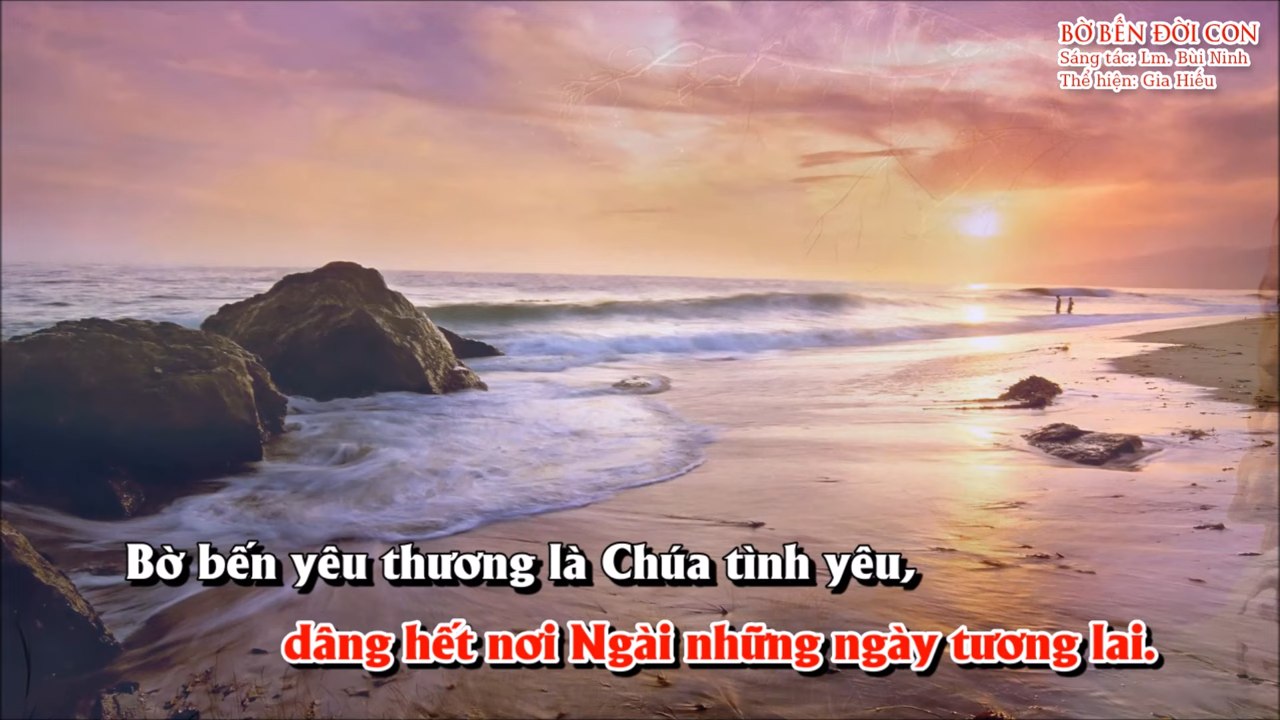 BỜ BẾN ĐỜI CON
Sáng tác: Lm. Bùi Ninh
Thể hiện: Gia Hiếu
Bờ bến yêu thương là Chúa tình yêu,
dâng hết nơi Ngài những ngày tương lai.